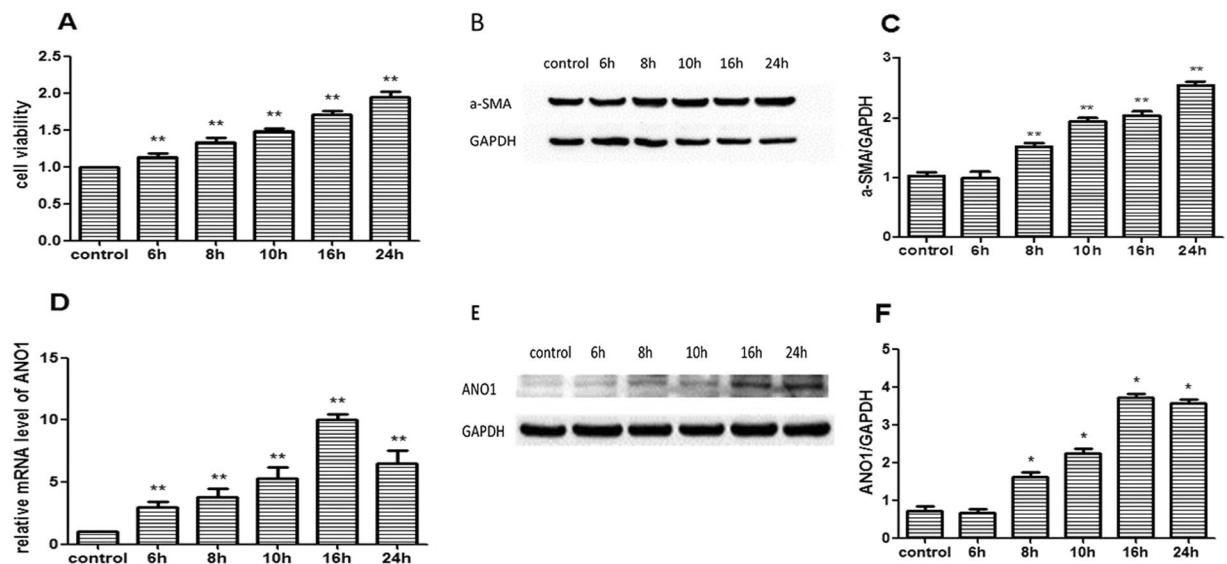 A
cell viability
2.5
2.0
1.5
1.0
0.5
0.0
** ** ** ** **
control 6h 8h 10h 16h 24h
B
control 6h 8h 10h 16h 24h
a-SMA
GAPDH
C
a-SMA/GAPDH
3
2
1
0
** ** ** **
control 6h 8h 10h 16h 24h
D
relative mRNA level of ANO1
15
10
5
0
** ** ** ** **
control 6h 8h 10h 16h 24h
E
control 6h 8h 10h 16h 24h
ANO1
GAPDH
F
ANO1/GAPDH
5
4
3
2
1
0
* * * *
control 6h 8h 10h 16h 24h